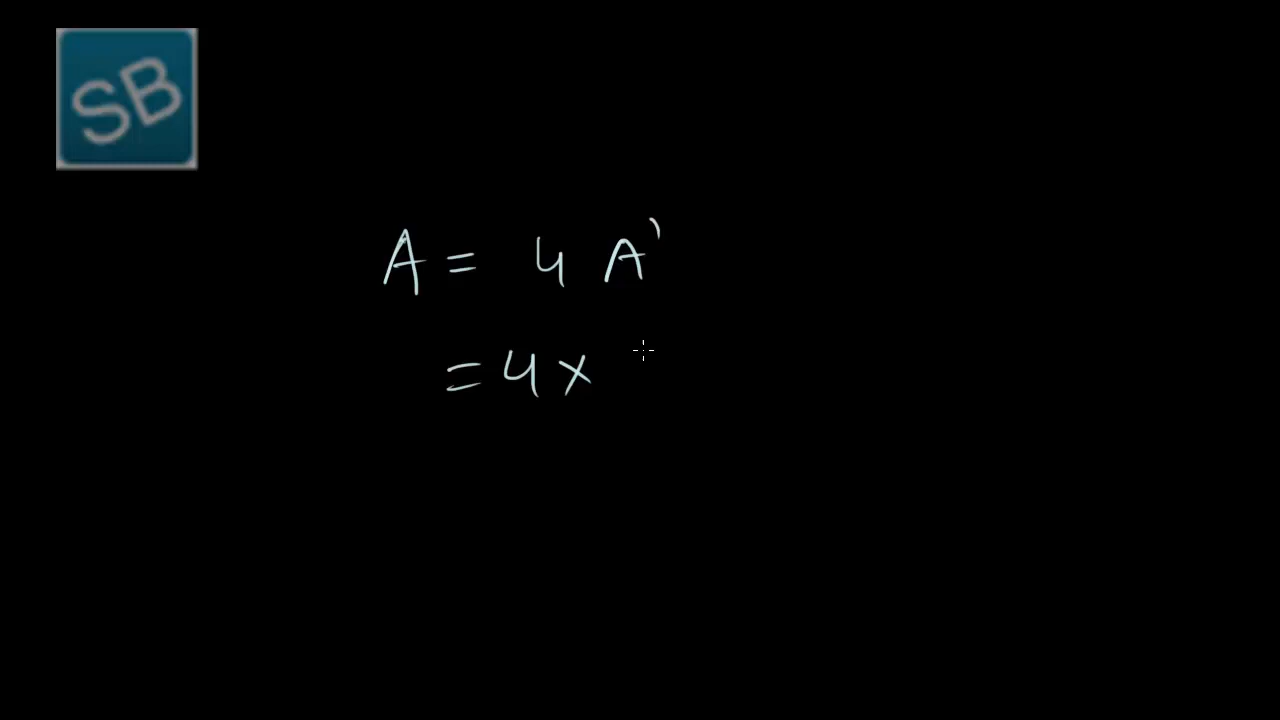 SB
A = 4 A'
= 4 x